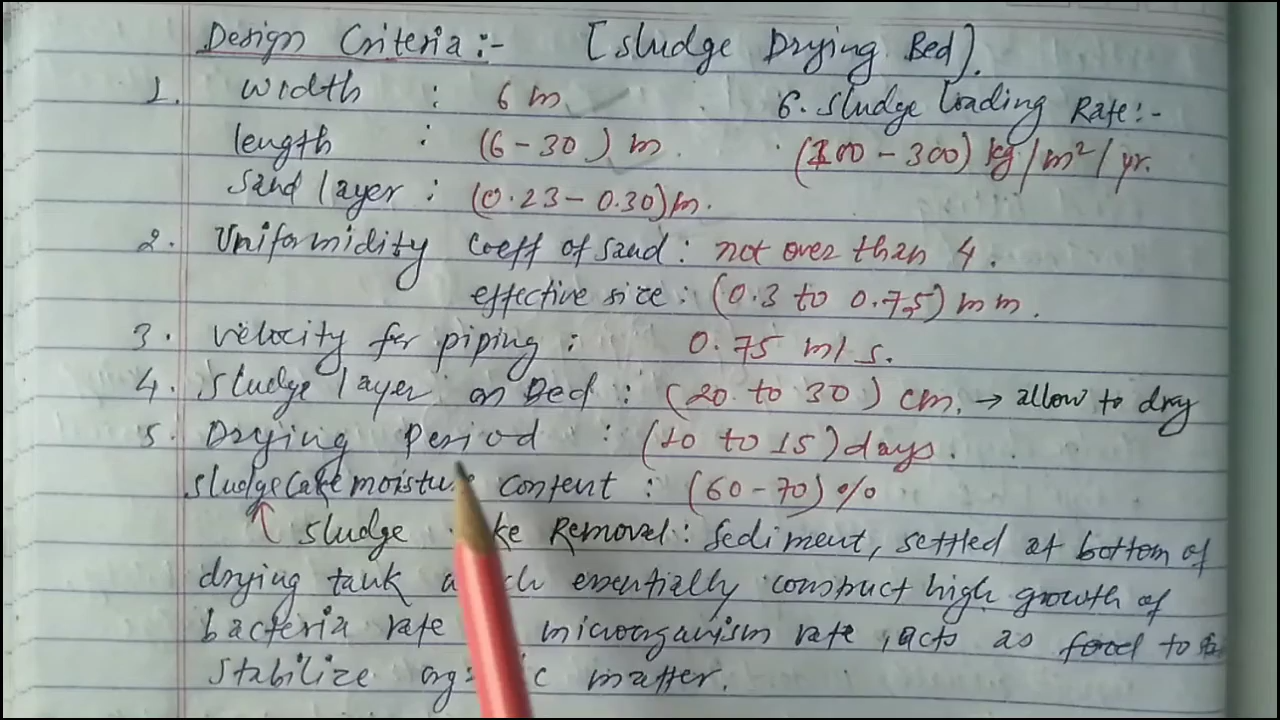 Design Criteria:- [Sludge Drying Bed].
1. Width : 6 m
6. Sludge Loading Rate:-
length : (6-30) m.
(100 - 300) kg/m²/yr.
Sand layer : (0.23 - 0.30)m.
2. Uniformidity Coeff of sand : not over than 4.
effective size : (0.3 to 0.75) mm.
3. Velocity for piping : 0.75 m/s.
4. Sludge layer on Bed : (20 to 30) cm. → allow to dry
5. Drying Period : (10 to 15) days.
Sludge Cake moistu content : (60-70) %
↑ Sludge ke Removal : Sediment, settled at bottom of
drying tank essentially construct high growth of
bacteria rate microorganism rate, acts as food to
stabilize matter.